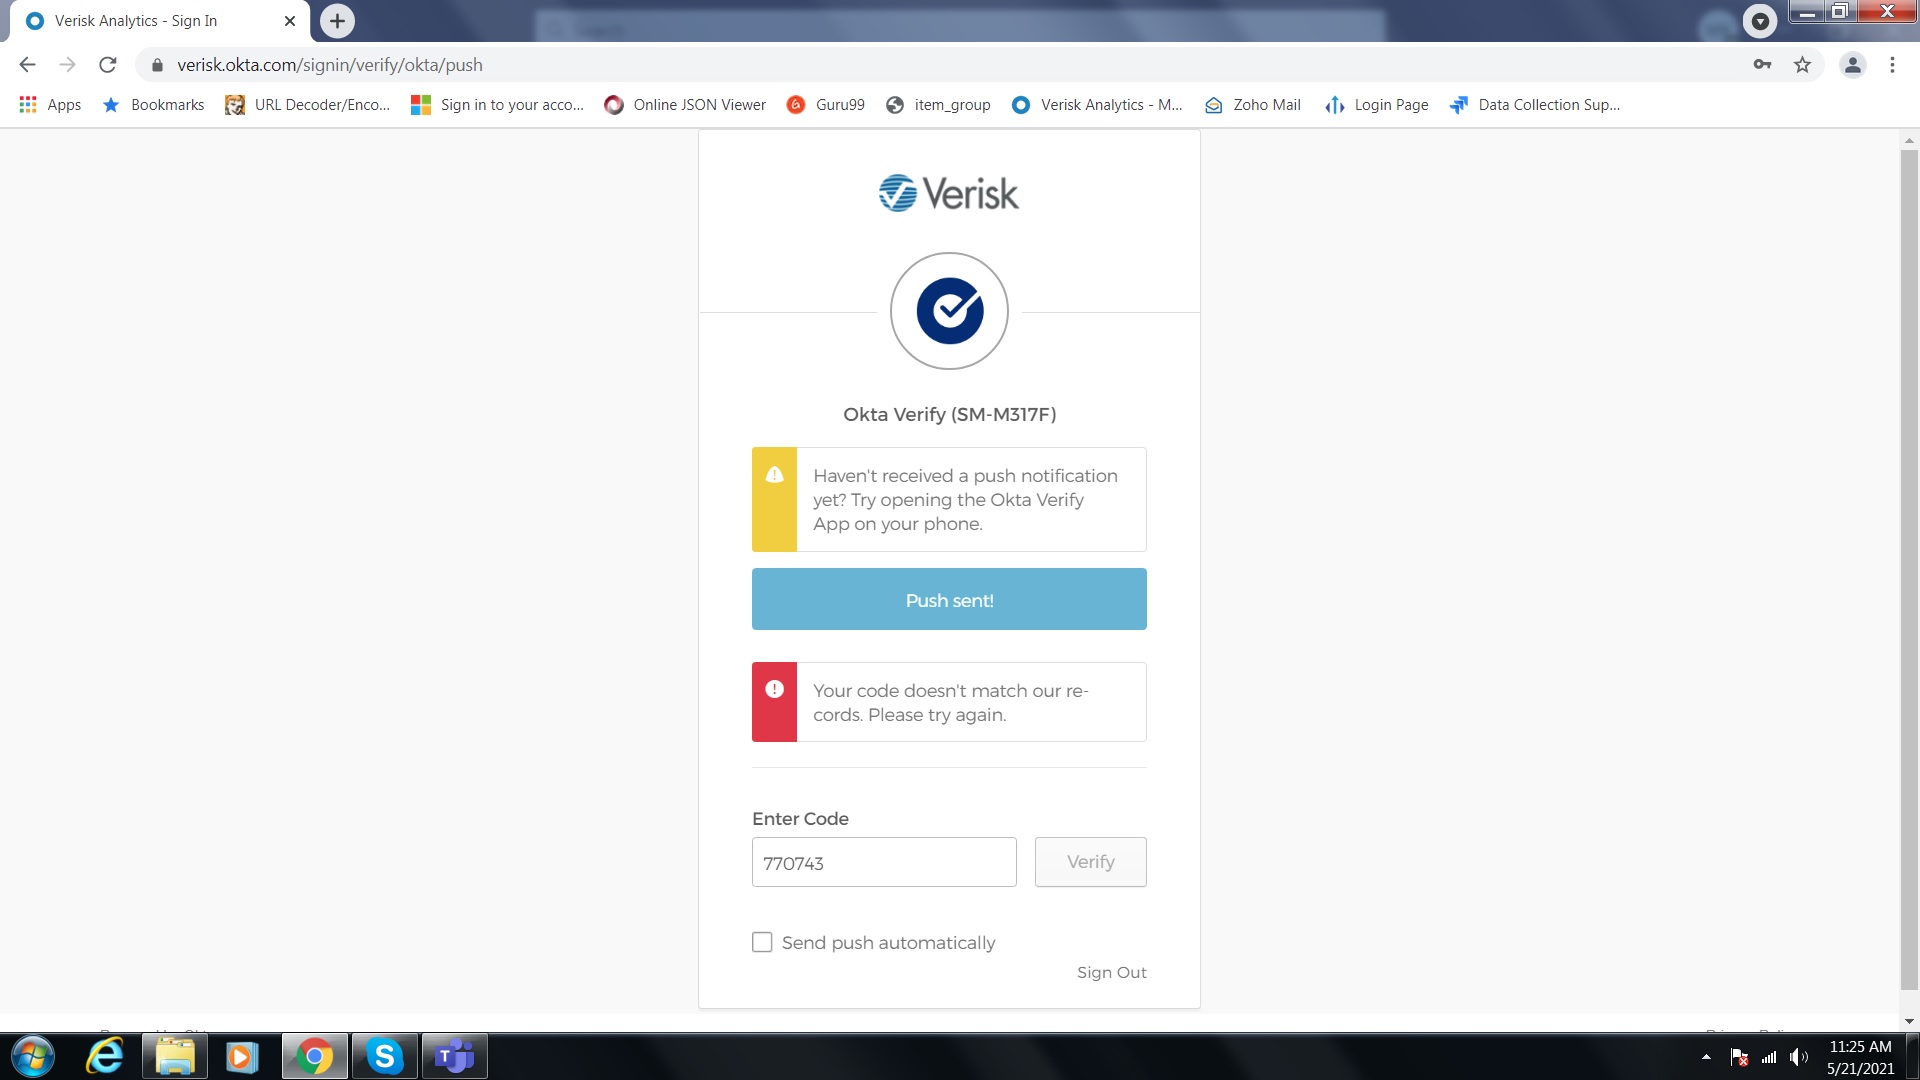 Verisk Analytics - Sign In
verisk.okta.com/signin/verify/okta/push
Apps
Bookmarks
URL Decoder/Enco...
Sign in to your acco...
Online JSON Viewer
Guru99
item_group
Verisk Analytics - M...
Zoho Mail
Login Page
Data Collection Sup...
Verisk
Okta Verify (SM-M317F)
Haven't received a push notification
yet? Try opening the Okta Verify
App on your phone.
Push sent!
Your code doesn't match our re-
cords. Please try again.
Enter Code
770743
Verify
Send push automatically
Sign Out
11:25 AM
5/21/2021